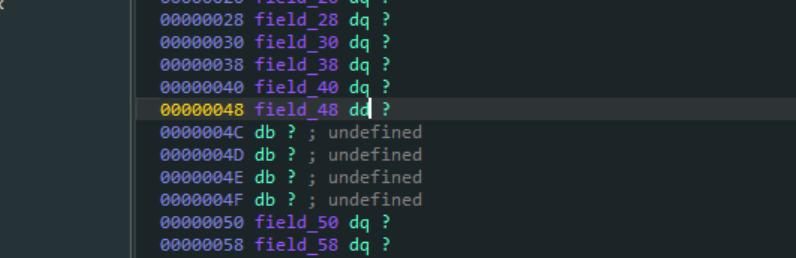 00000028 field_28 dq ?
00000030 field_30 dq ?
00000038 field_38 dq ?
00000040 field_40 dq ?
00000048 field_48 dd ?
0000004C db ? ; undefined
0000004D db ? ; undefined
0000004E db ? ; undefined
0000004F db ? ; undefined
00000050 field_50 dq ?
00000058 field_58 dq ?